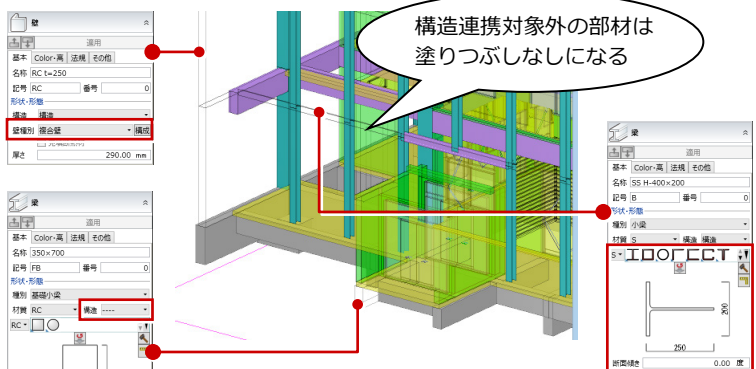 壁
適用
基本 Color・高 法規 その他
名称 RC t=250
記号 RC 番号 0
形状・形態
構造 構造
壁種別 複合壁 構成
厚さ 290.00 mm
構造連携対象外の部材は
塗りつぶしなしになる
梁
適用
基本 Color・高 法規 その他
名称 350×700
記号 FB 番号 0
形状・形態
種別 基礎小梁
材質 RC 構造 ----
RC
梁
適用
基本 Color・高 法規 その他
名称 SS H-400×200
記号 B 番号 0
形状・形態
種別 小梁
材質 S 構造 構造
S
200
250
断面傾き 0.00 度